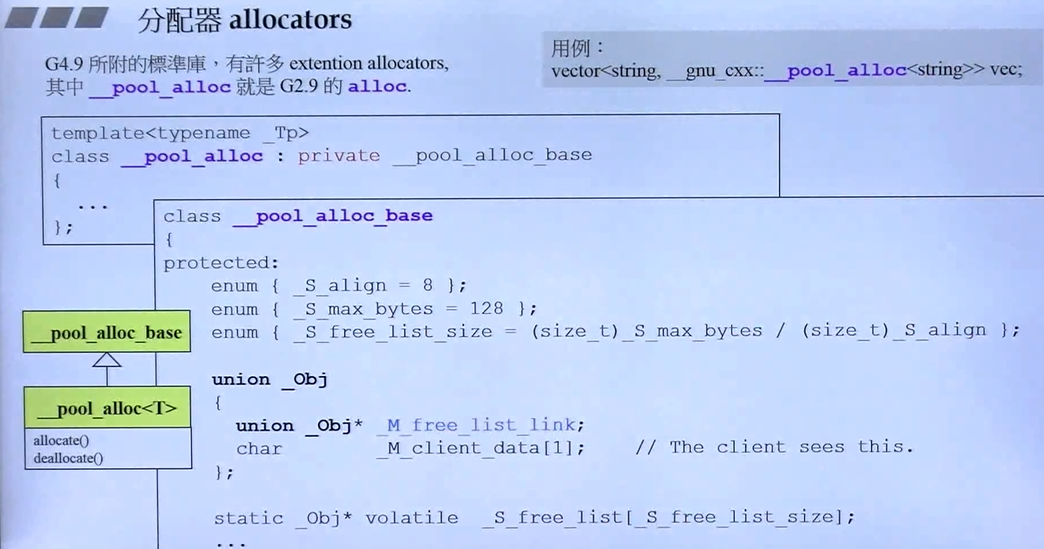 分配器 allocators
G4.9 所附的標準庫，有許多 extention allocators,
其中 __pool_alloc 就是 G2.9 的 alloc.
用例：
vector<string, __gnu_cxx::__pool_alloc<string>> vec;
template<typename _Tp>
class __pool_alloc : private __pool_alloc_base
{
...
};
class __pool_alloc_base
{
protected:
enum { _S_align = 8 };
enum { _S_max_bytes = 128 };
enum { _S_free_list_size = (size_t)_S_max_bytes / (size_t)_S_align };
union _Obj
{
union _Obj* _M_free_list_link;
char _M_client_data[1]; // The client sees this.
};
static _Obj* volatile _S_free_list[_S_free_list_size];
...
__pool_alloc_base
__pool_alloc<T>
allocate()
deallocate()